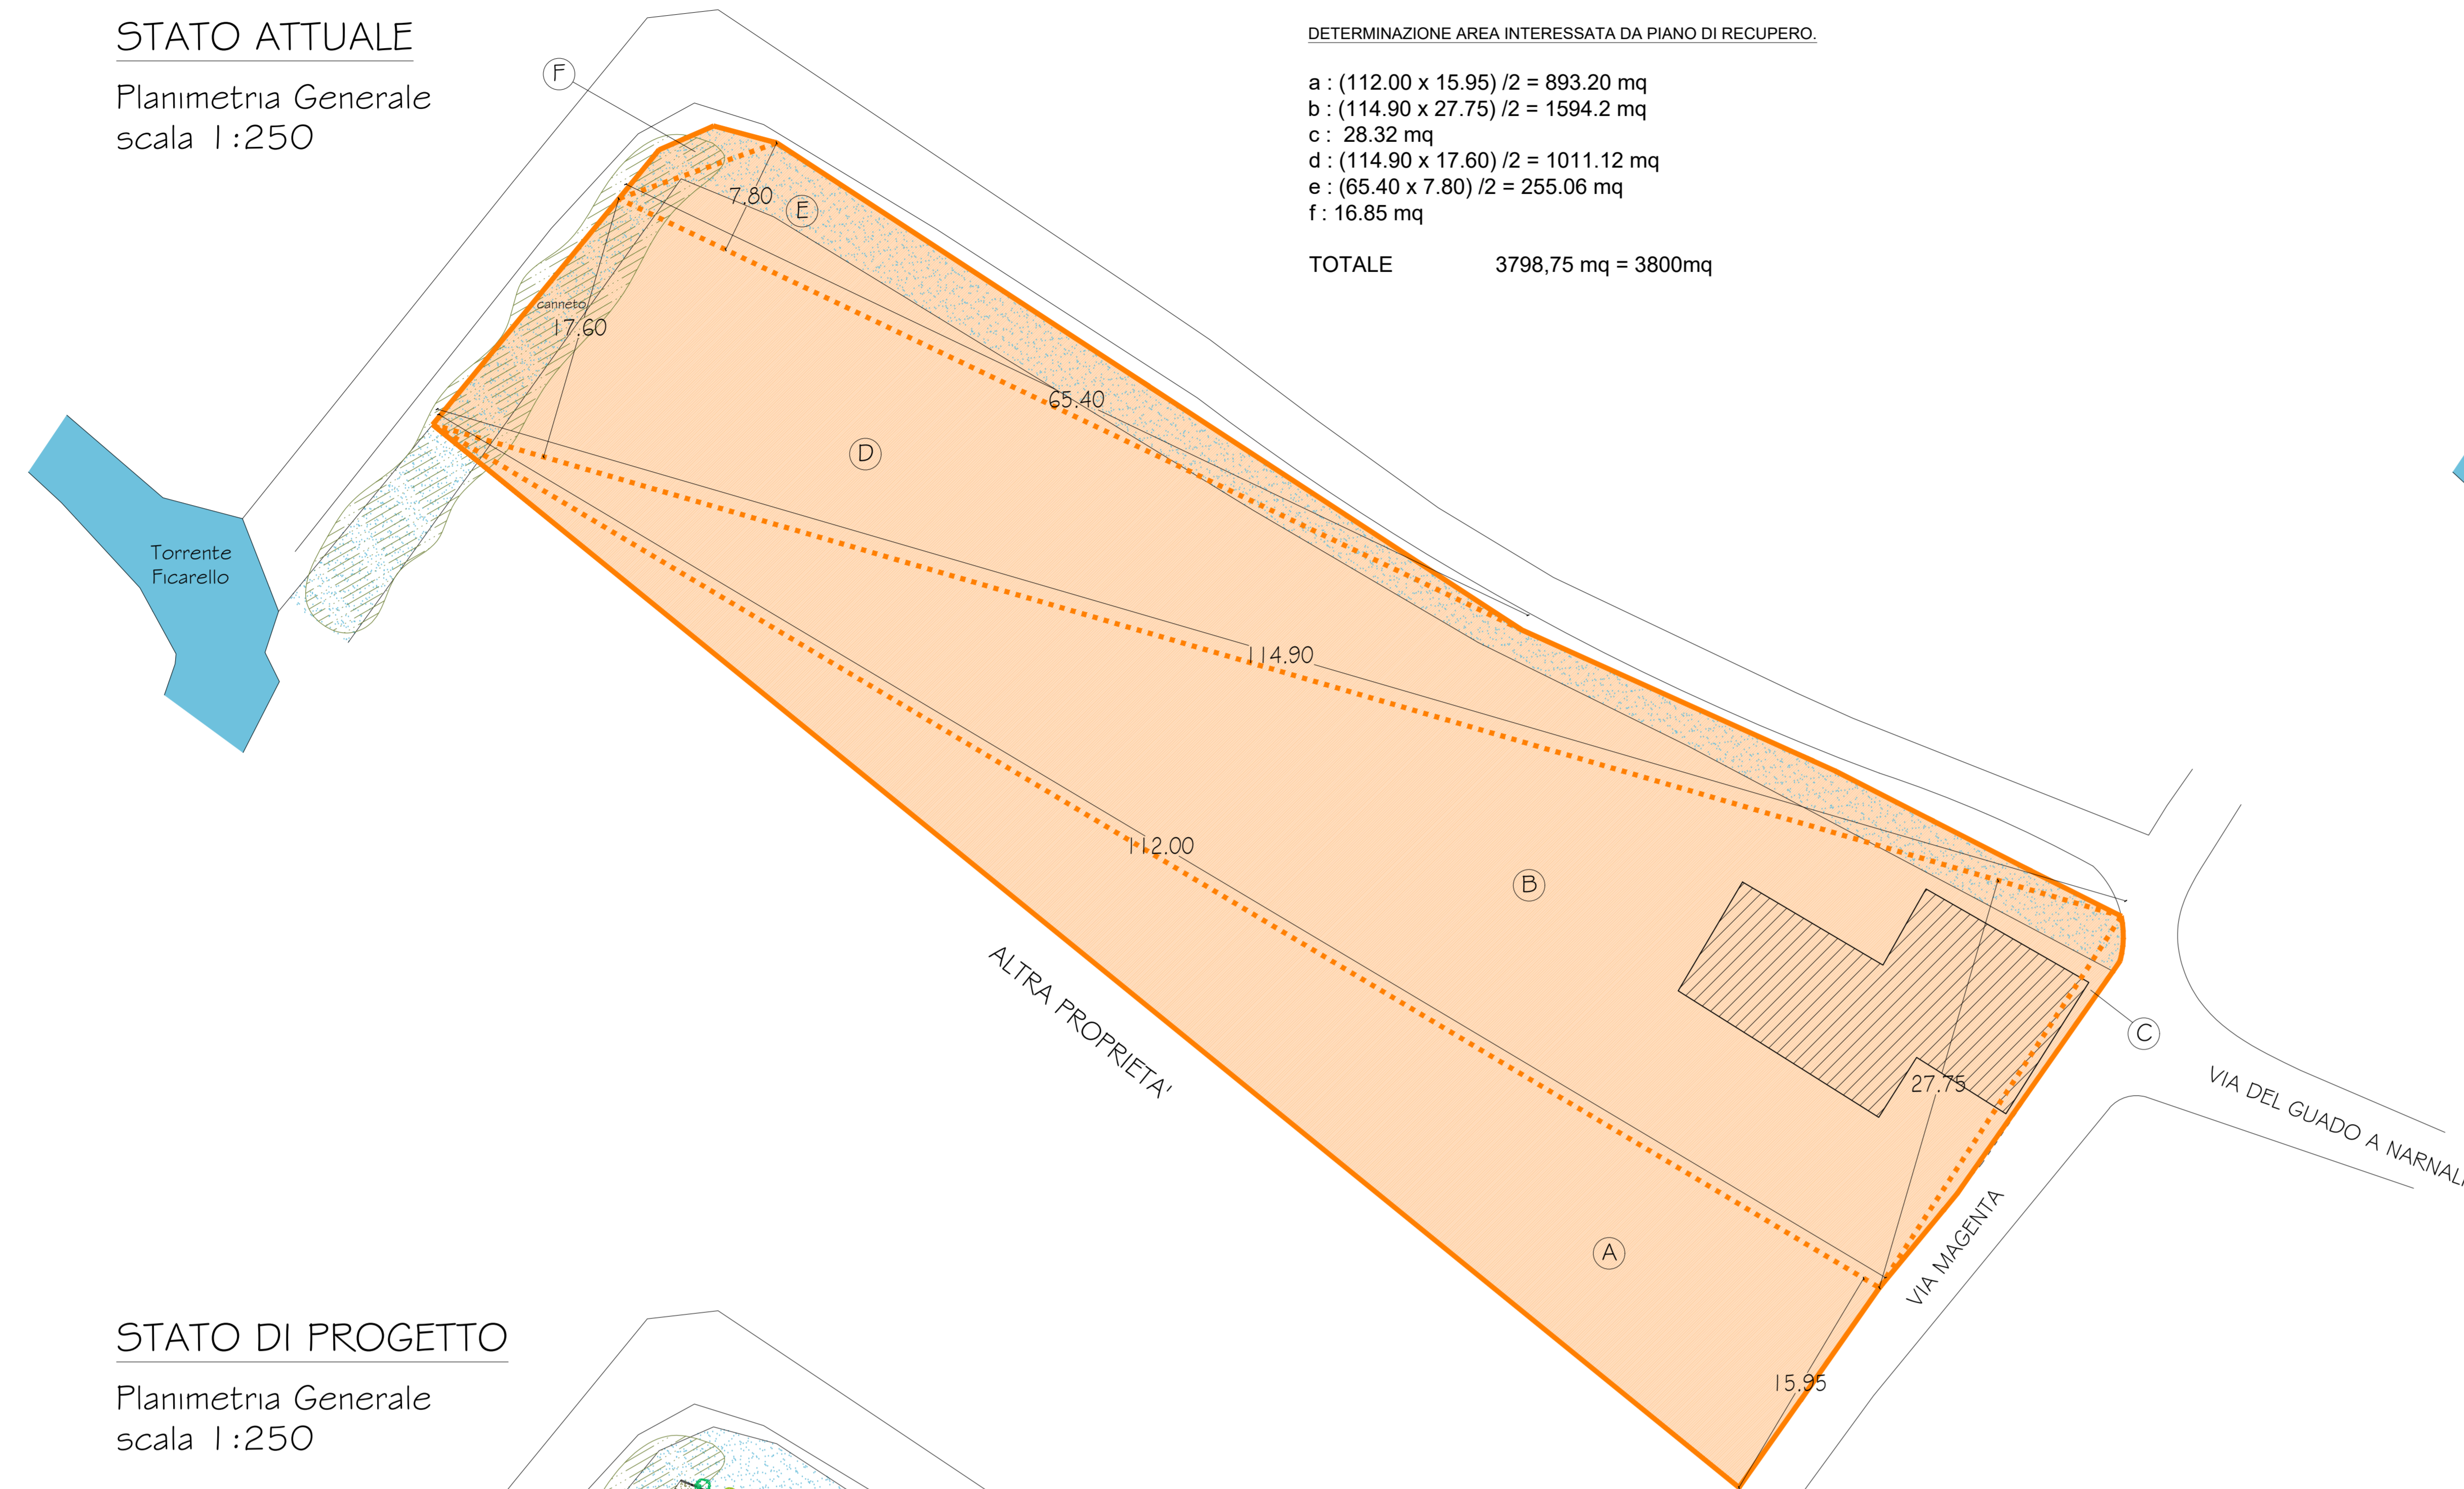 STATO ATTUALE
Planimetria Generale
scala 1:250
DETERMINAZIONE AREA INTERESSATA DA PIANO DI RECUPERO.
a : (112.00 x 15.95) /2 = 893.20 mq
b : (114.90 x 27.75) /2 = 1594.2 mq
c : 28.32 mq
d : (114.90 x 17.60) /2 = 1011.12 mq
e : (65.40 x 7.80) /2 = 255.06 mq
f : 16.85 mq
TOTALE 3798,75 mq = 3800mq
F
7.80
E
canneto
17.60
65.40
D
Torrente
Ficarello
114.90
112.00
B
ALTRA PROPRIETA'
C
27.75
VIA DEL GUADO A NARNALI
VIA MAGENTA
A
15.95
STATO DI PROGETTO
Planimetria Generale
scala 1:250